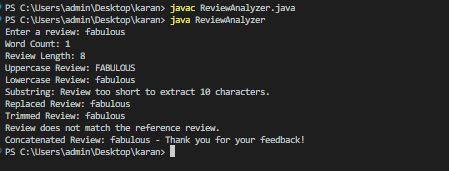 PS C:\Users\admin\Desktop\karan> javac ReviewAnalyzer.java
PS C:\Users\admin\Desktop\karan> java ReviewAnalyzer
Enter a review: fabulous
Word Count: 1
Review Length: 8
Uppercase Review: FABULOUS
Lowercase Review: fabulous
Substring: Review too short to extract 10 characters.
Replaced Review: fabulous
Trimmed Review: fabulous
Review does not match the reference review.
Concatenated Review: fabulous - Thank you for your feedback!
PS C:\Users\admin\Desktop\karan>